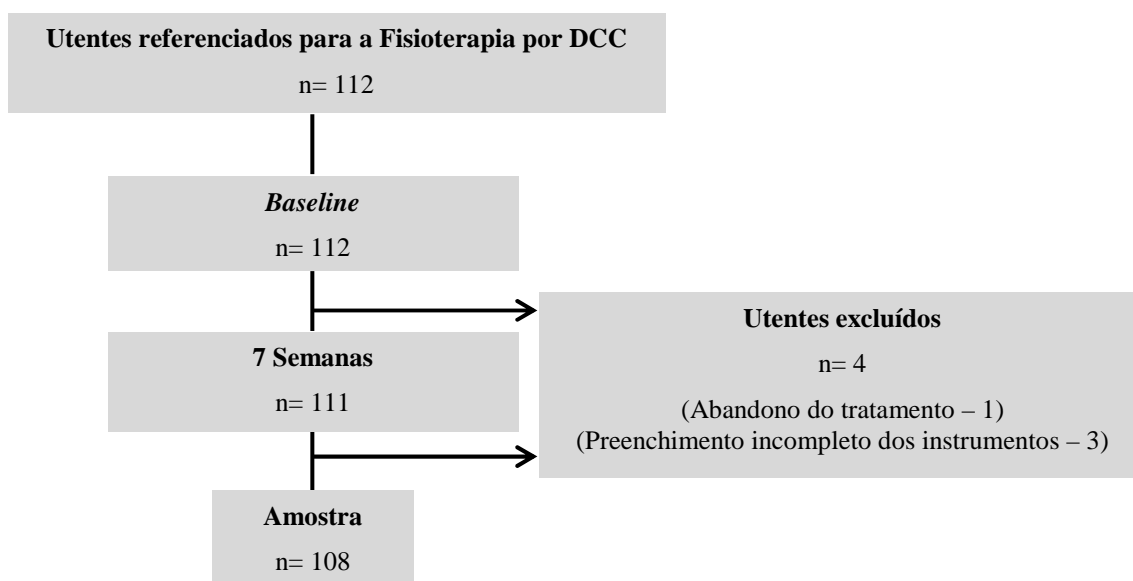 Utentes referenciados para a Fisioterapia por DCC
n= 112
Baseline
n= 112
Utentes excluídos
n= 4
(Abandono do tratamento – 1)
(Preenchimento incompleto dos instrumentos – 3)
7 Semanas
n= 111
Amostra
n= 108